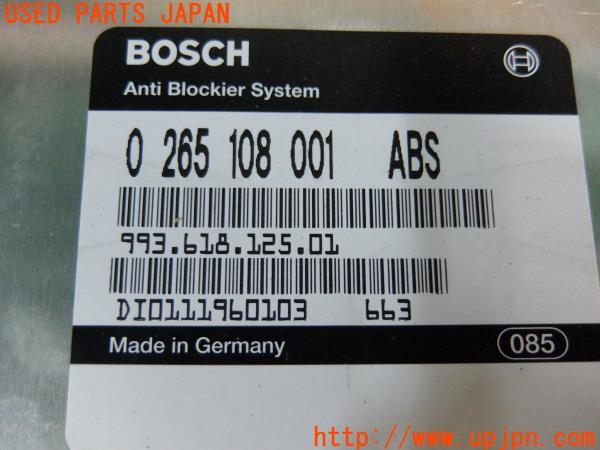 USED PARTS JAPAN
BOSCH
Anti Blockier System
0 265 108 001 ABS
993.618.125.01
DI0111960103 663
Made in Germany 085
http://www.upjpn.com